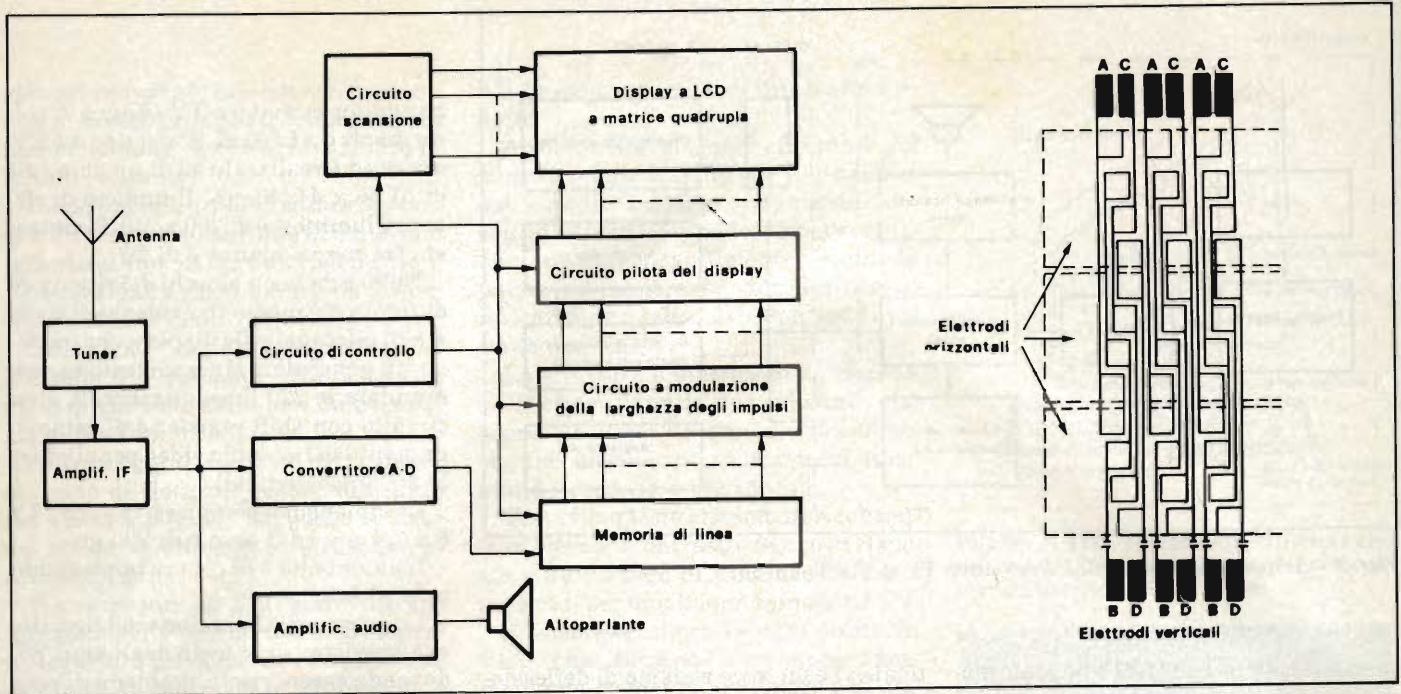 Circuito
scansione
Display a LCD
a matrice quadrupla
Antenna
Circuito pilota del display
Tuner
Circuito di controllo
Circuito a modulazione
della larghezza degli impulsi
Amplif. IF
Convertitore A-D
Memoria di linea
Amplific. audio
Altoparlante
A C A C A C
Elettrodi
orizzontali
B D B D B D
Elettrodi verticali